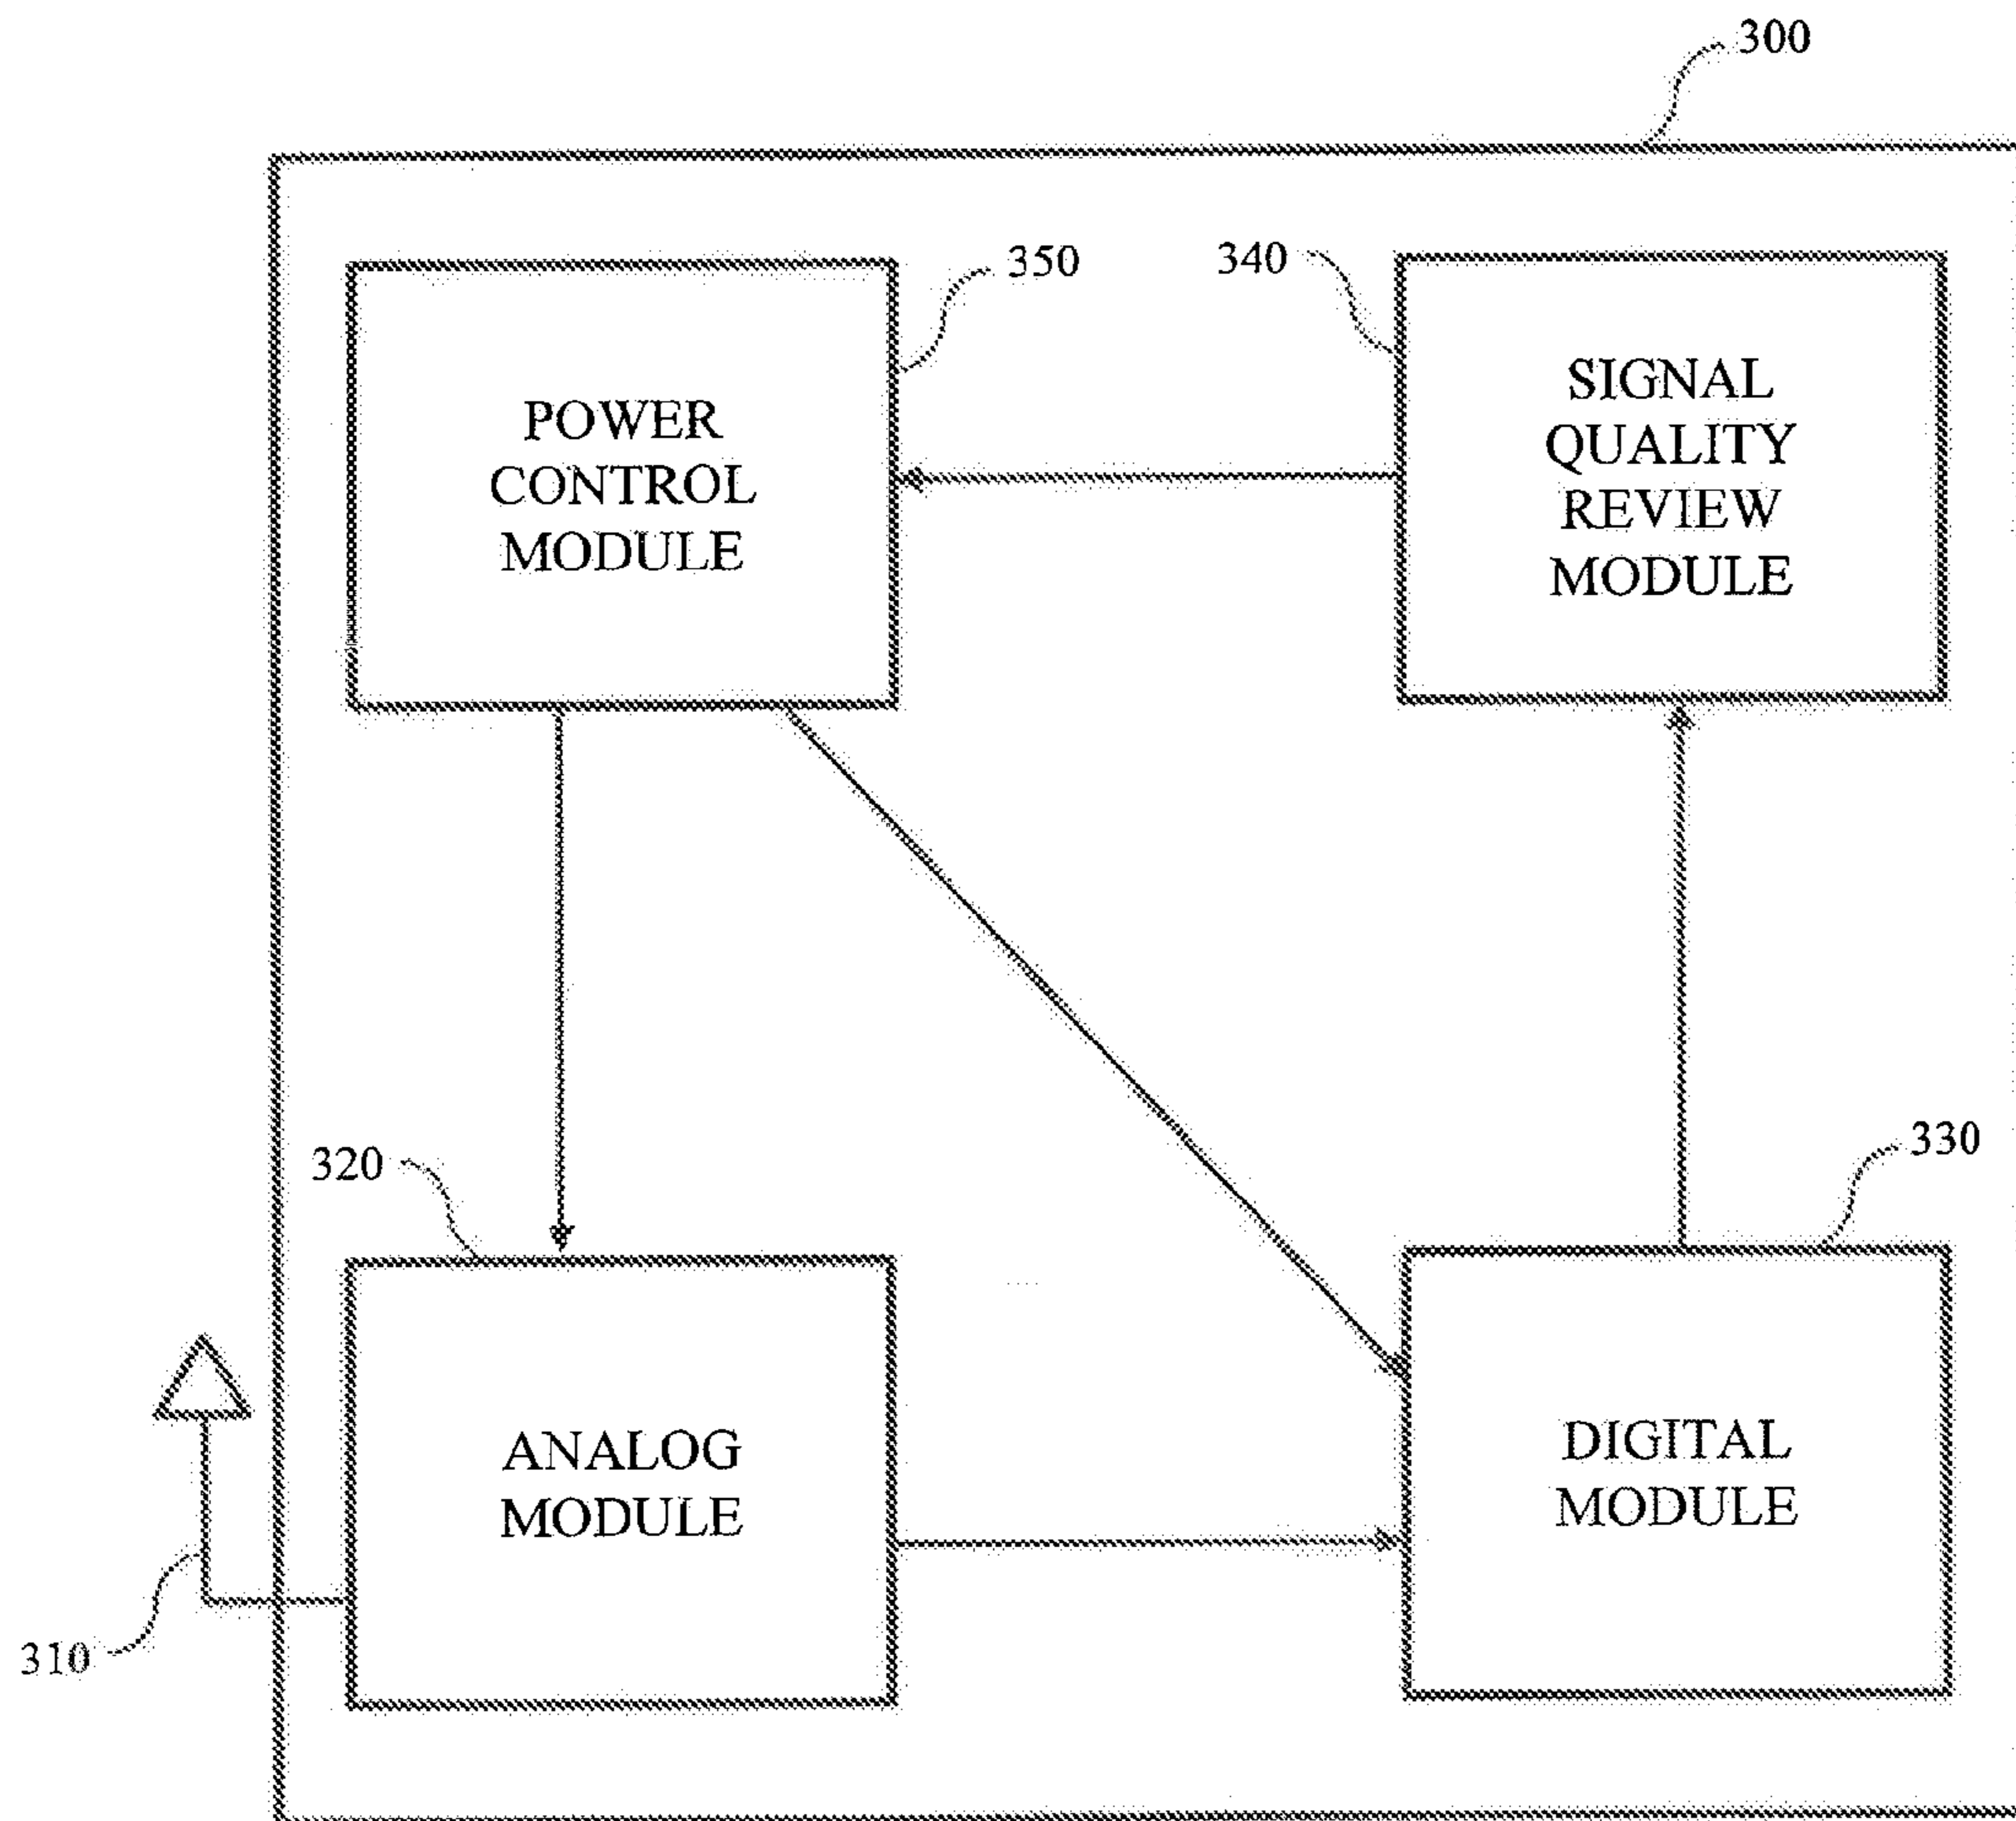 300
350
340
POWER
CONTROL
MODULE
SIGNAL
QUALITY
REVIEW
MODULE
320
330
ANALOG
MODULE
DIGITAL
MODULE
310